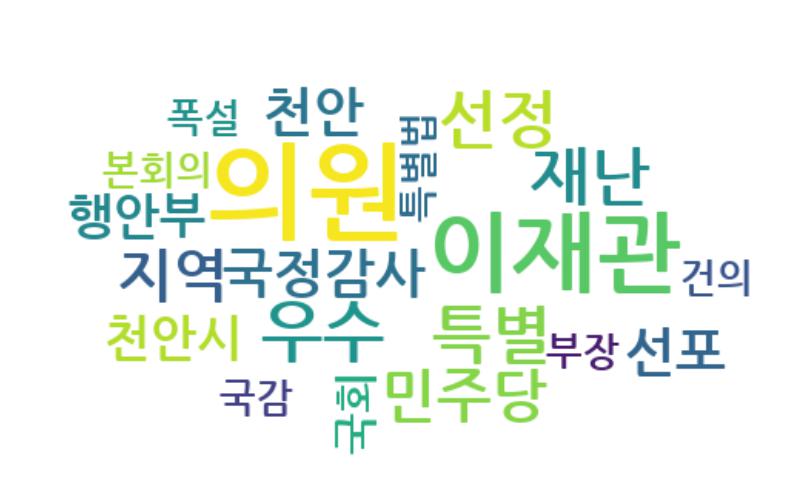 폭설
천안
특별법
선정
본회의
의원
재난
행안부
이재관
지역
국정감사
건의
천안시
우수
특별
부장
선포
국감
국회
민주당